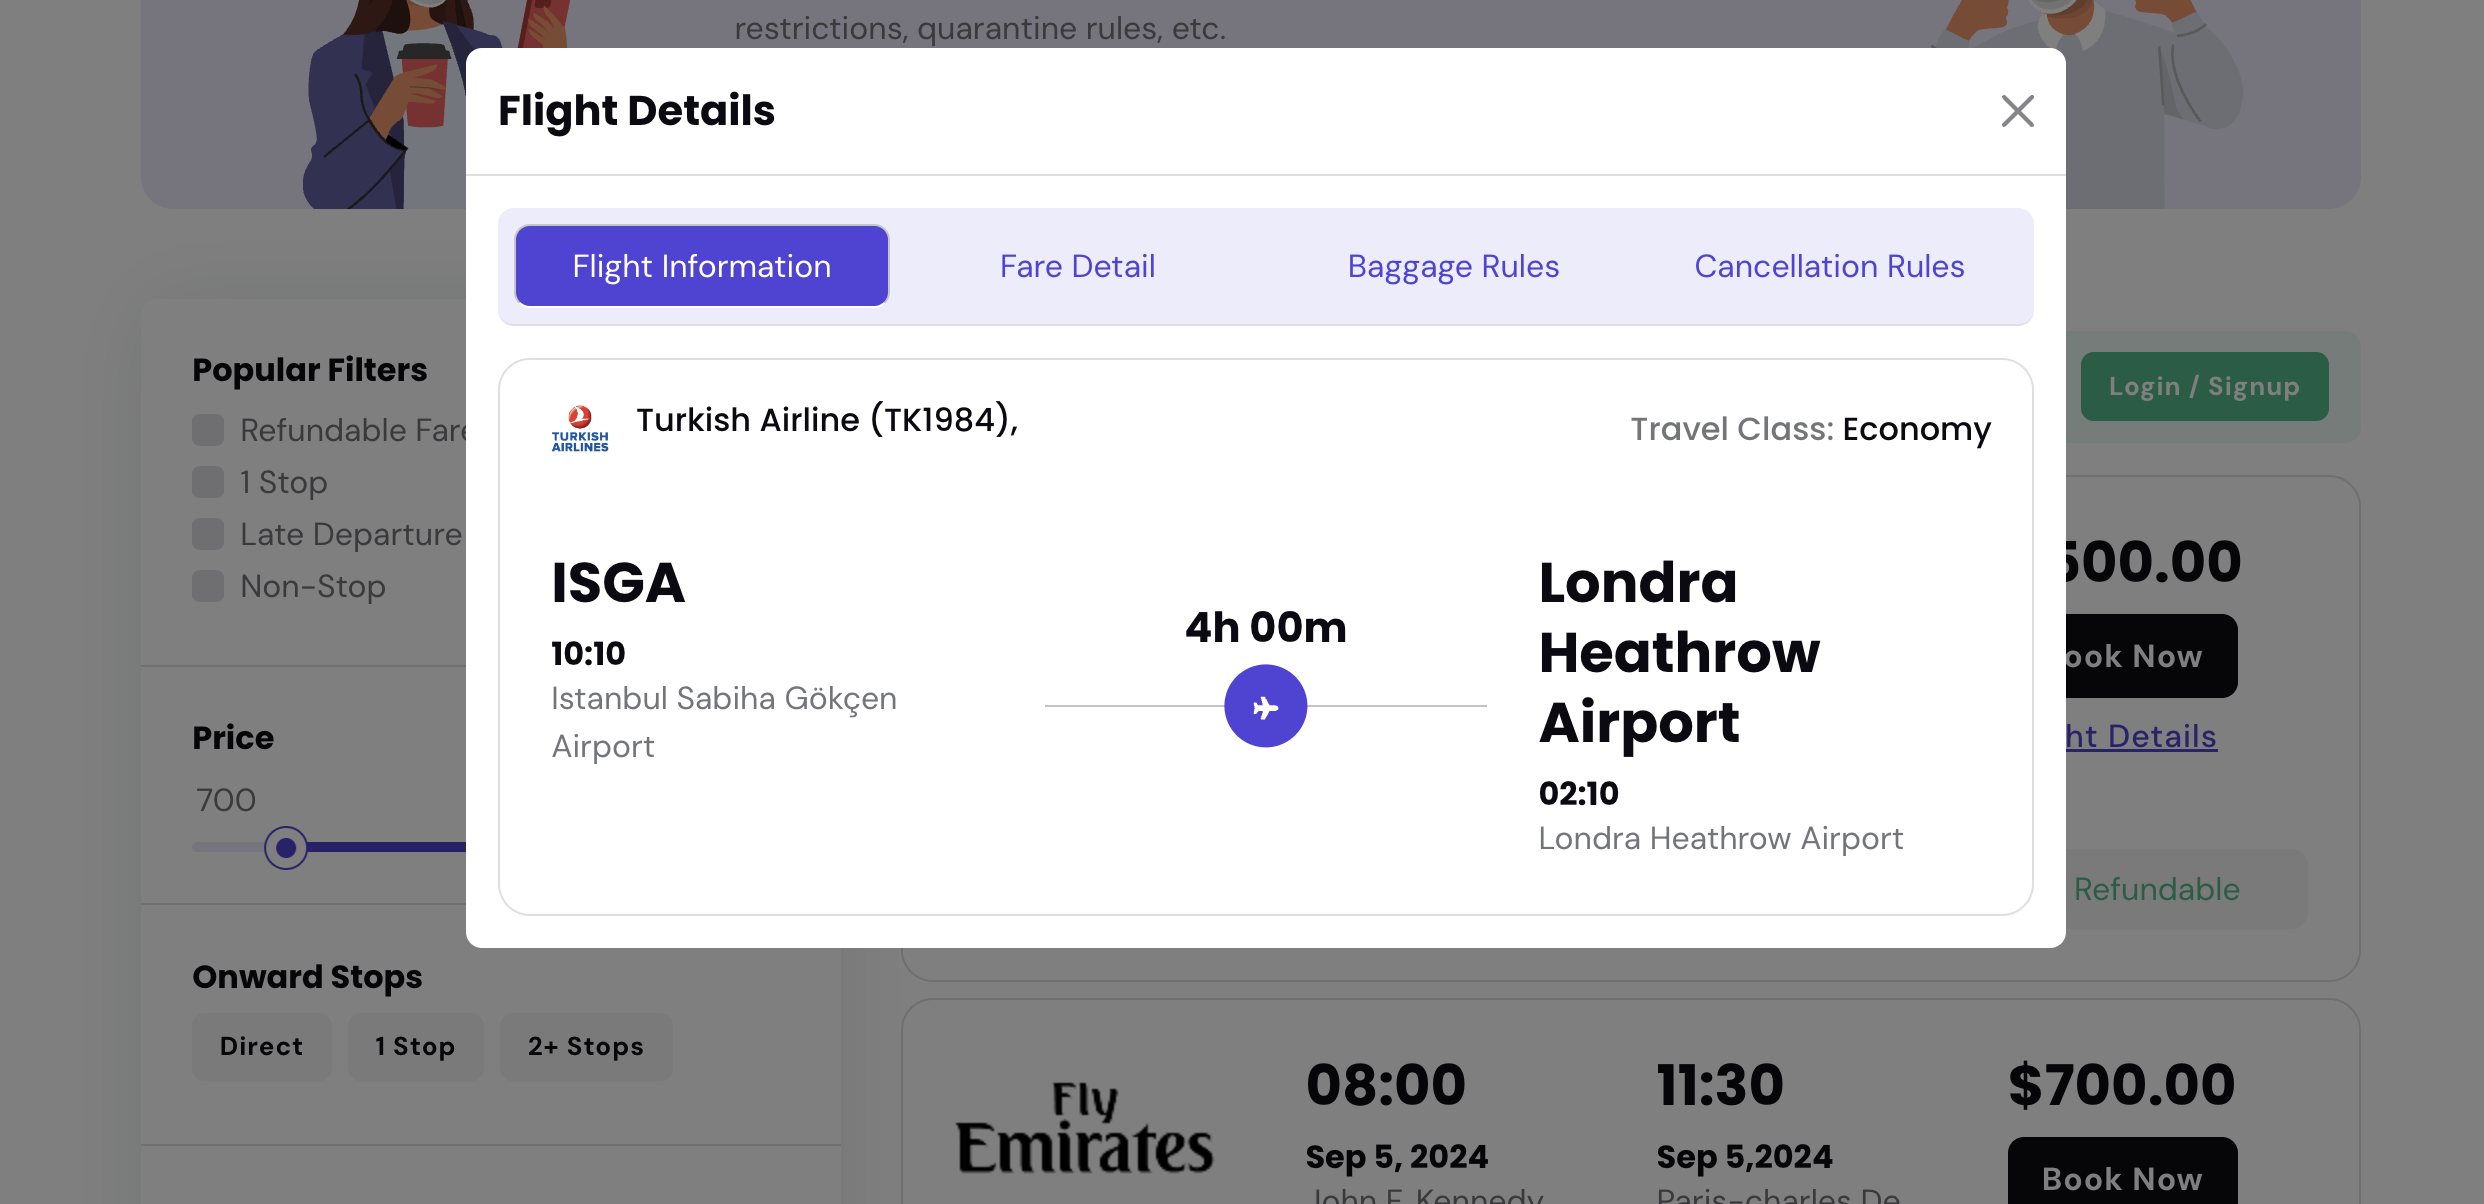 restrictions, quarantine rules, etc.
Flight Details
Flight Information
Fare Detail
Baggage Rules
Cancellation Rules
TURKISH
AIRLINES
Turkish Airline (TK1984),
Travel Class: Economy
ISGA
10:10
Istanbul Sabiha Gökçen
Airport
4h 00m
Londra
Heathrow
Airport
02:10
Londra Heathrow Airport
Popular Filters
Refundable Fare
1 Stop
Late Departure
Non-Stop
Price
700
Onward Stops
Direct
1 Stop
2+ Stops
Login / Signup
500.00
ook Now
ht Details
Refundable
Fly
Emirates
08:00
Sep 5, 2024
John F. Kennedy
11:30
Sep 5,2024
Paris-charles De
$700.00
Book Now